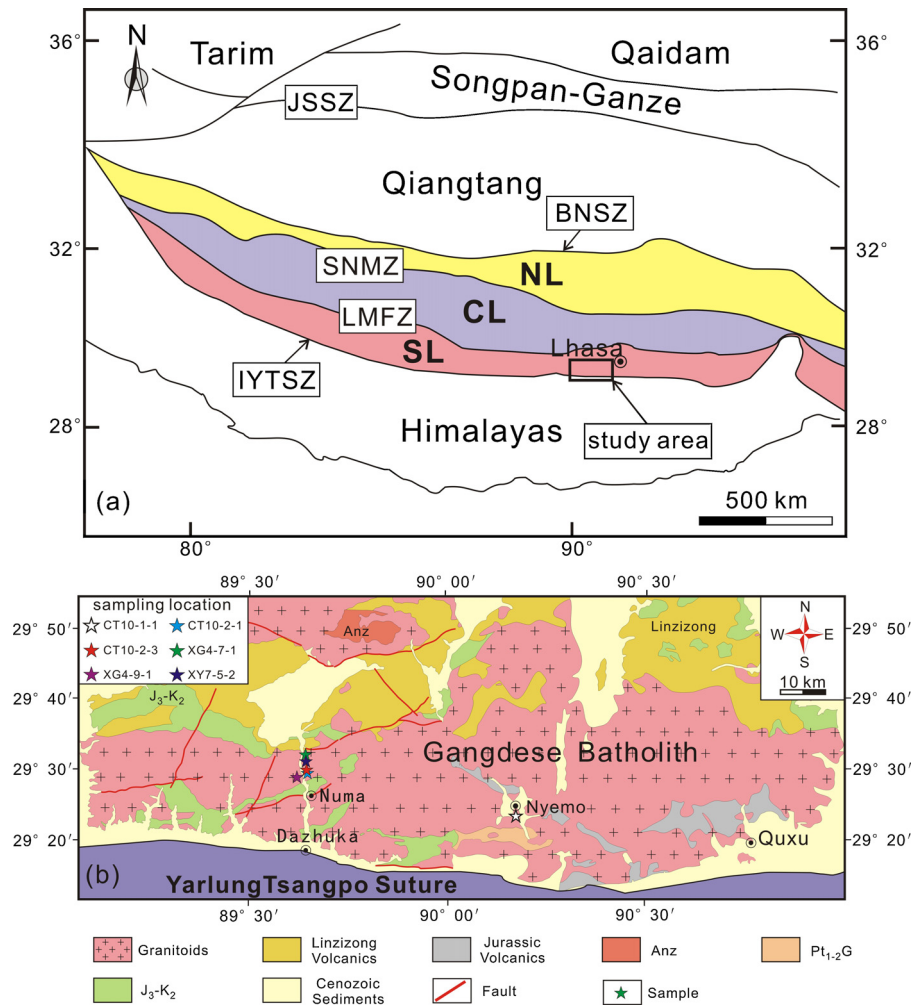 36°
36°
N
Tarim
Qaidam
Songpan-Ganze
JSSZ
Qiangtang
BNSZ
32°
32°
SNMZ
NL
CL
LMFZ
SL
Lhasa
IYTSZ
28°
28°
Himalayas
study area
(a)
500 km
80°
90°
89° 30′
90° 00′
90° 30′
sampling location
CT10-1-1
CT10-2-1
CT10-2-3
XG4-7-1
XG4-9-1
XY7-5-2
29° 50′
29° 50′
Anz
Linzizong
N
W
E
S
10 km
29° 40′
29° 40′
J₃-K₂
Gangdese Batholith
29° 30′
29° 30′
Numa
Nyemo
29° 20′
29° 20′
Dazhuka
Quxu
(b)
YarlungTsangpo Suture
89° 30′
90° 00′
90° 30′
Granitoids
Linzizong
Volcanics
Jurassic
Volcanics
Anz
Pt₁₋₂G
J₃-K₂
Cenozoic
Sediments
Fault
Sample